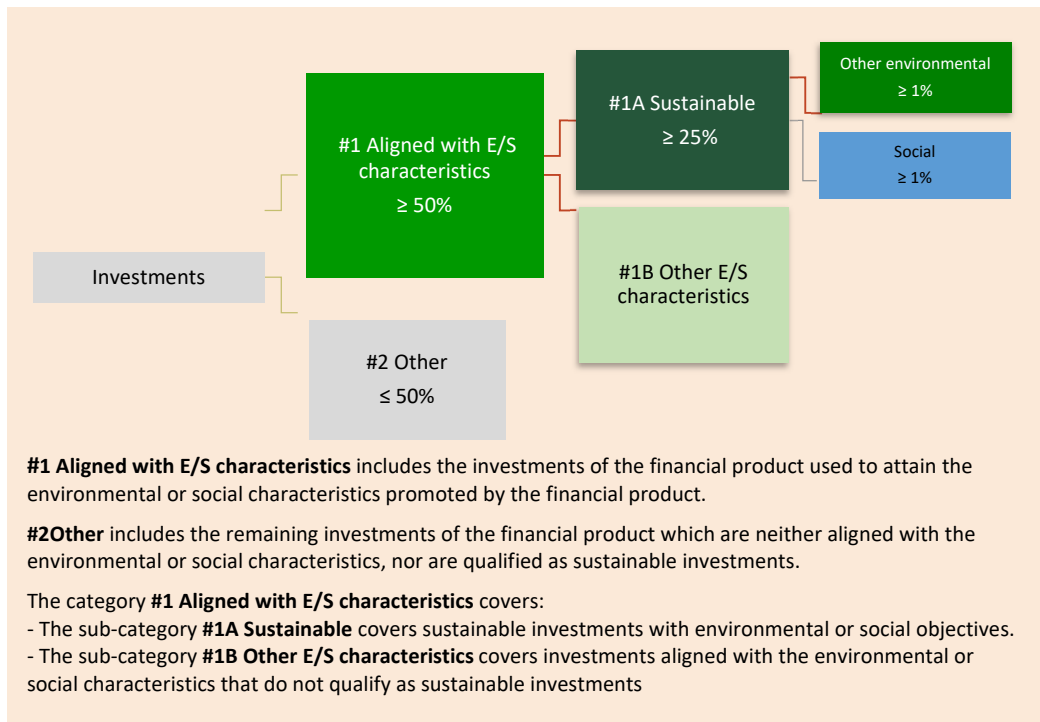 Other environmental
≥ 1%
#1A Sustainable
≥ 25%
#1 Aligned with E/S
characteristics
≥ 50%
Social
≥ 1%
Investments
#1B Other E/S
characteristics
#2 Other
≤ 50%
#1 Aligned with E/S characteristics includes the investments of the financial product used to attain the
environmental or social characteristics promoted by the financial product.
#2Other includes the remaining investments of the financial product which are neither aligned with the
environmental or social characteristics, nor are qualified as sustainable investments.
The category #1 Aligned with E/S characteristics covers:
- The sub-category #1A Sustainable covers sustainable investments with environmental or social objectives.
- The sub-category #1B Other E/S characteristics covers investments aligned with the environmental or
social characteristics that do not qualify as sustainable investments